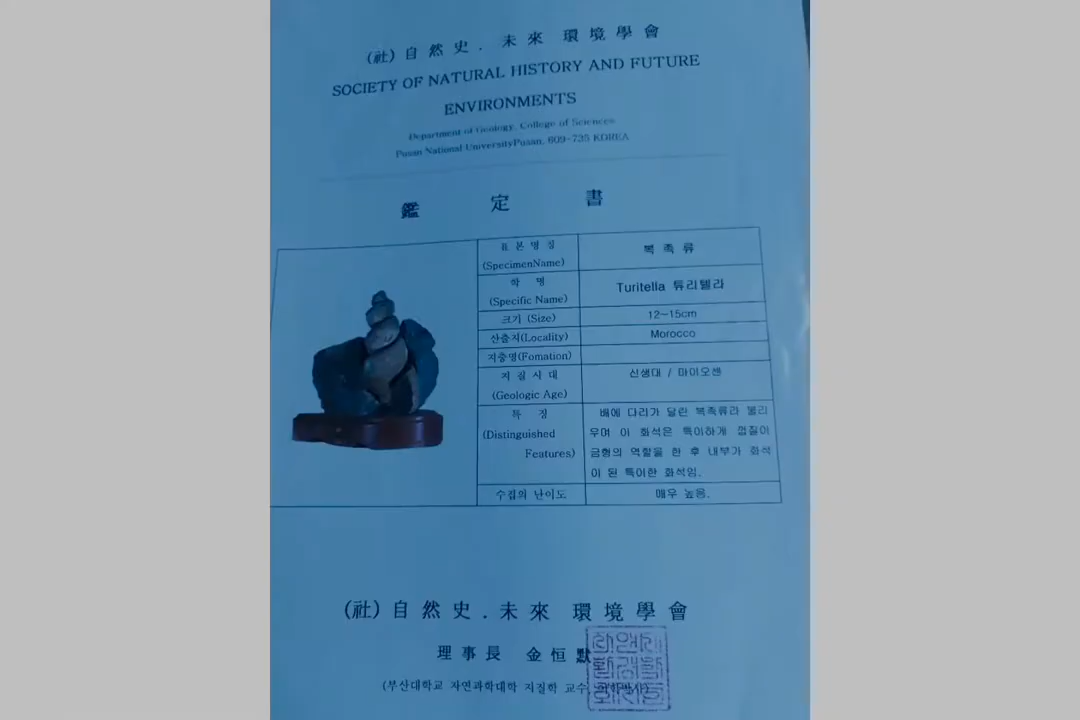 (社) 自 然 史 . 未 來 環 境 學 會
SOCIETY OF NATURAL HISTORY AND FUTURE
ENVIRONMENTS
Department of Geology, College of Sciences
Pusan National UniversityPusan, 609-735 KOREA
鑑 定 書
표 본 명 칭
(SpecimenName)
복 족 류
학 명
(Specific Name)
Turitella 튜리텔라
크기 (Size)
12~15cm
산출지(Locality)
Morocco
지층명(Fomation)
지 질 시 대
(Geologic Age)
신생대 / 마이오센
특 징
(Distinguished
Features)
배에 다리가 달린 복족류라 불리
우며 이 화석은 특이하게 껍질이
금형의 역할을 한 후 내부가 화석
이 된 특이한 화석임.
수집의 난이도
매우 높음.
(社) 自 然 史 . 未 來 環 境 學 會
理 事 長 金 恒 默
(부산대학교 자연과학대학 지질학 교수,